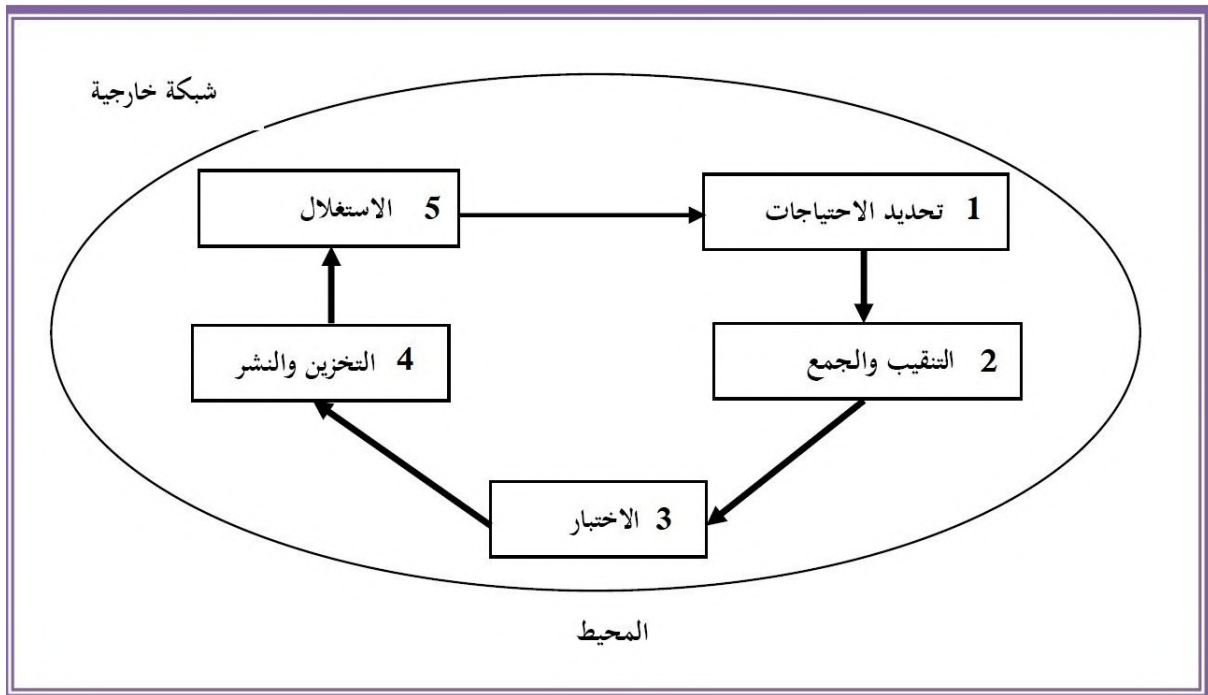 شبكة خارجية
1 تحديد الاحتياجات
5 الاستغلال
2 التنقيب والجمع
4 التخزين والنشر
3 الاختبار
المحيط